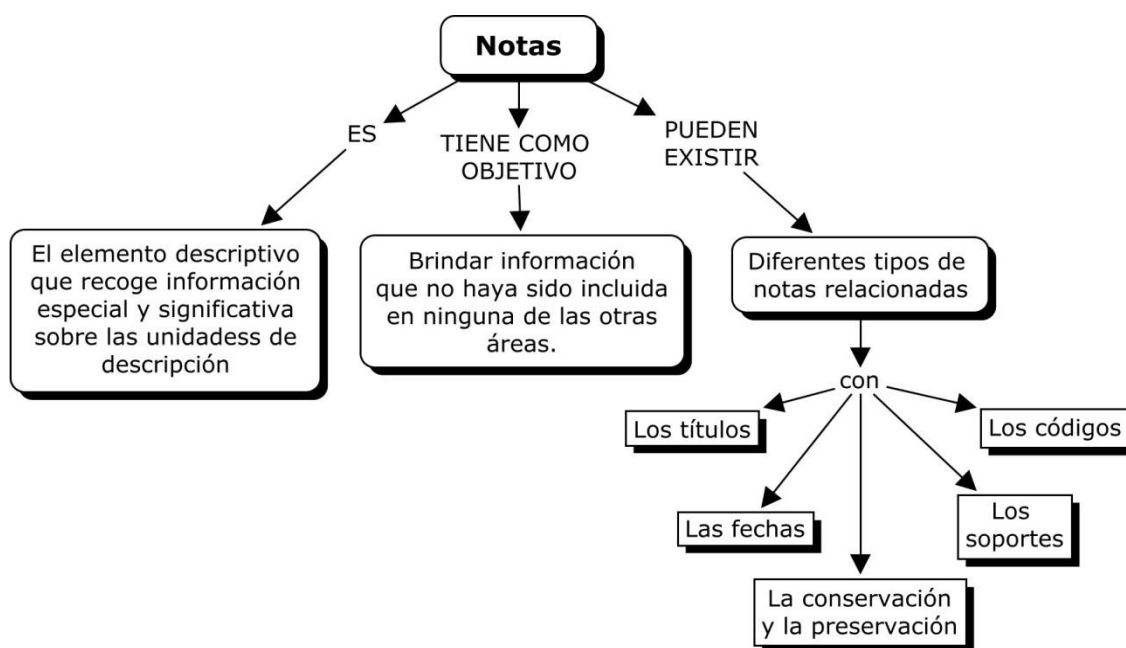 Notas
ES
TIENE COMO
OBJETIVO
PUEDEN
EXISTIR
El elemento descriptivo
que recoge información
especial y significativa
sobre las unidadess de
descripción
Brindar información
que no haya sido incluida
en ninguna de las otras
áreas.
Diferentes tipos de
notas relacionadas
con
Los títulos
Los códigos
Las fechas
Los
soportes
La conservación
y la preservación